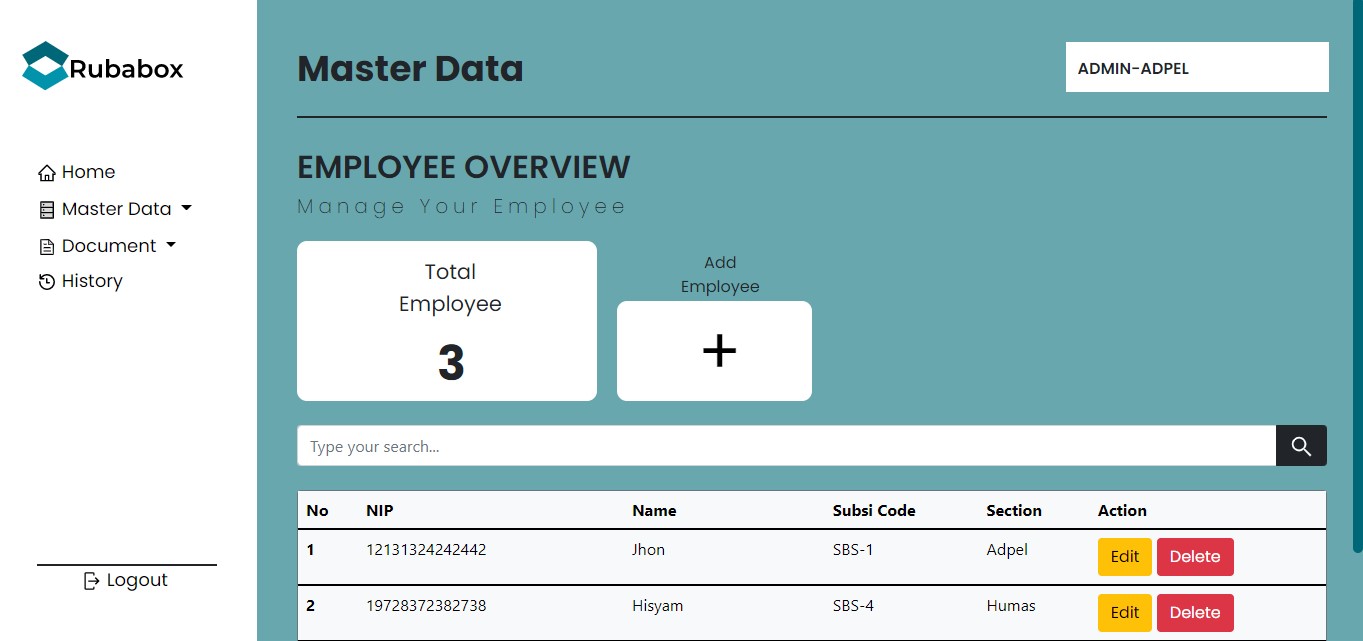 Rubabox
Home
Master Data
Document
History
Logout
Master Data
ADMIN-ADPEL
EMPLOYEE OVERVIEW
Manage Your Employee
Total
Employee
3
Add
Employee
+
Type your search...
No NIP Name Subsi Code Section Action
1 12131324242442 Jhon SBS-1 Adpel Edit Delete
2 19728372382738 Hisyam SBS-4 Humas Edit Delete